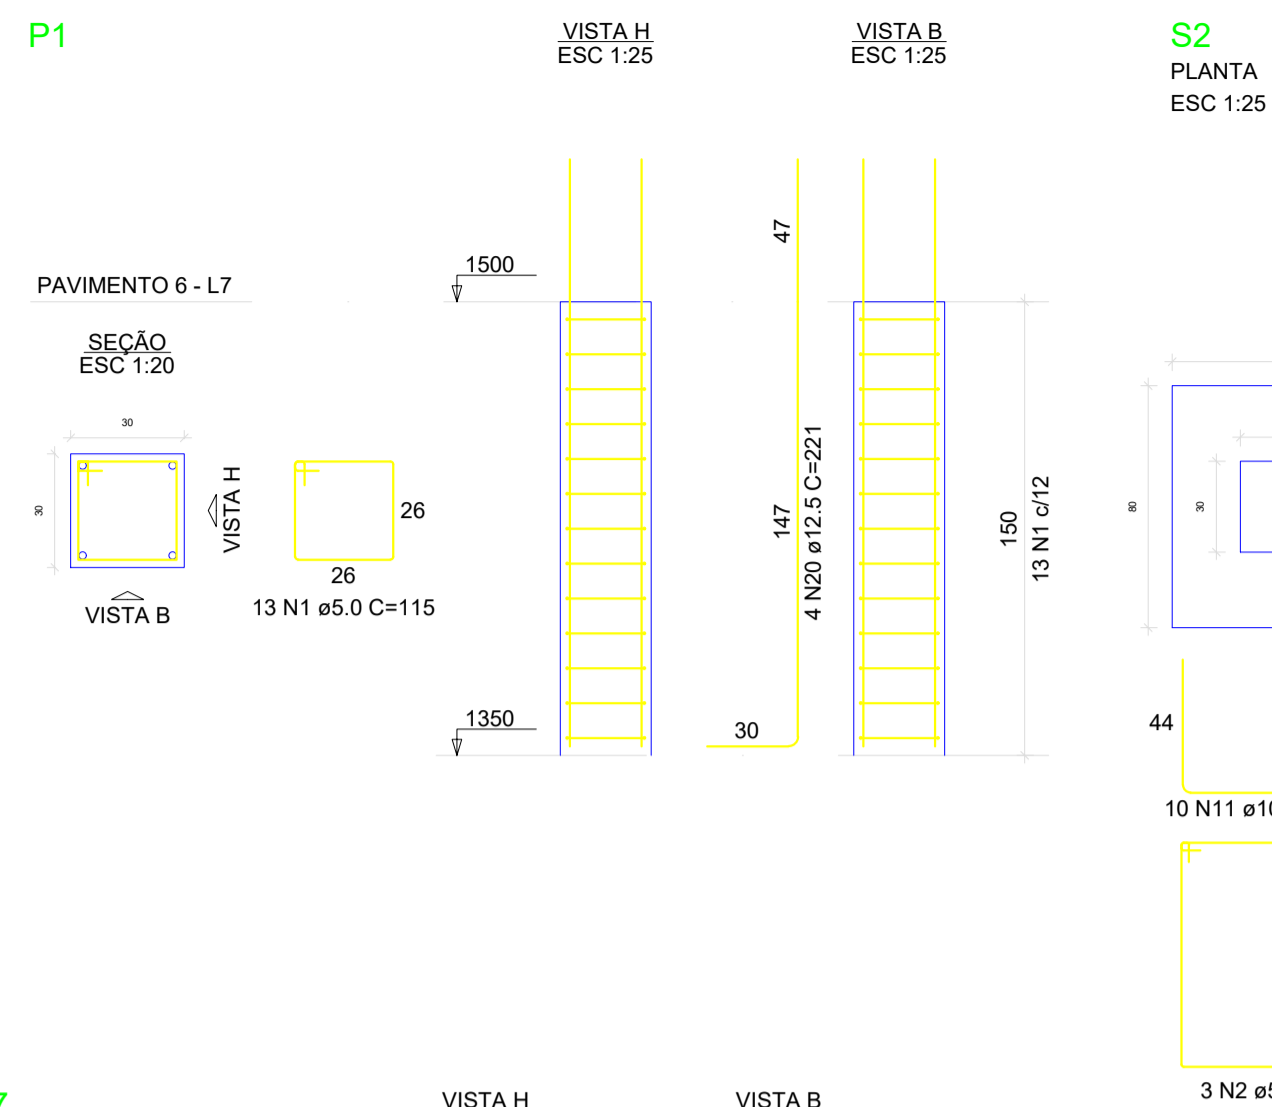 P1
VISTA H
ESC 1:25
VISTA B
ESC 1:25
S2
PLANTA
ESC 1:25
PAVIMENTO 6 - L7
SEÇÃO
ESC 1:20
30
30
VISTA H
VISTA B
26
26
13 N1 ø5.0 C=115
1500
1350
47
147
4 N20 ø12.5 C=221
30
150
13 N1 c/12
80
30
44
10 N11 ø10
3 N2 ø5
VISTA H
VISTA B